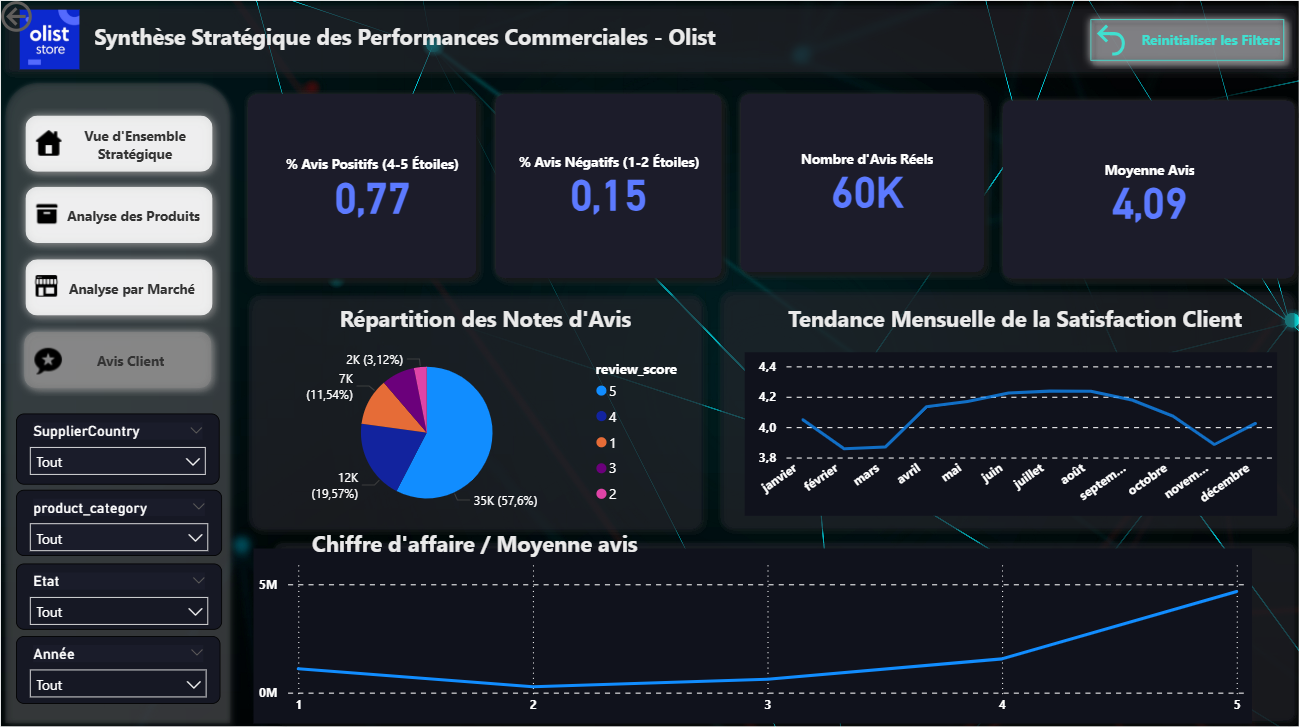 olist
store
Synthèse Stratégique des Performances Commerciales - Olist
Reinitialiser les Filters
Vue d'Ensemble
Stratégique
Analyse des Produits
Analyse par Marché
Avis Client
SupplierCountry
Tout
product_category
Tout
Etat
Tout
Année
Tout
% Avis Positifs (4-5 Étoiles)
0,77
% Avis Négatifs (1-2 Étoiles)
0,15
Nombre d'Avis Réels
60K
Moyenne Avis
4,09
Répartition des Notes d'Avis
2K (3,12%)
7K
(11,54%)
12K
(19,57%)
35K (57,6%)
review_score
5
4
1
3
2
Tendance Mensuelle de la Satisfaction Client
4,4
4,2
4,0
3,8
janvier
février
mars
avril
mai
juin
juillet
août
septem...
octobre
novem...
décembre
Chiffre d'affaire / Moyenne avis
5M
0M
1
2
3
4
5